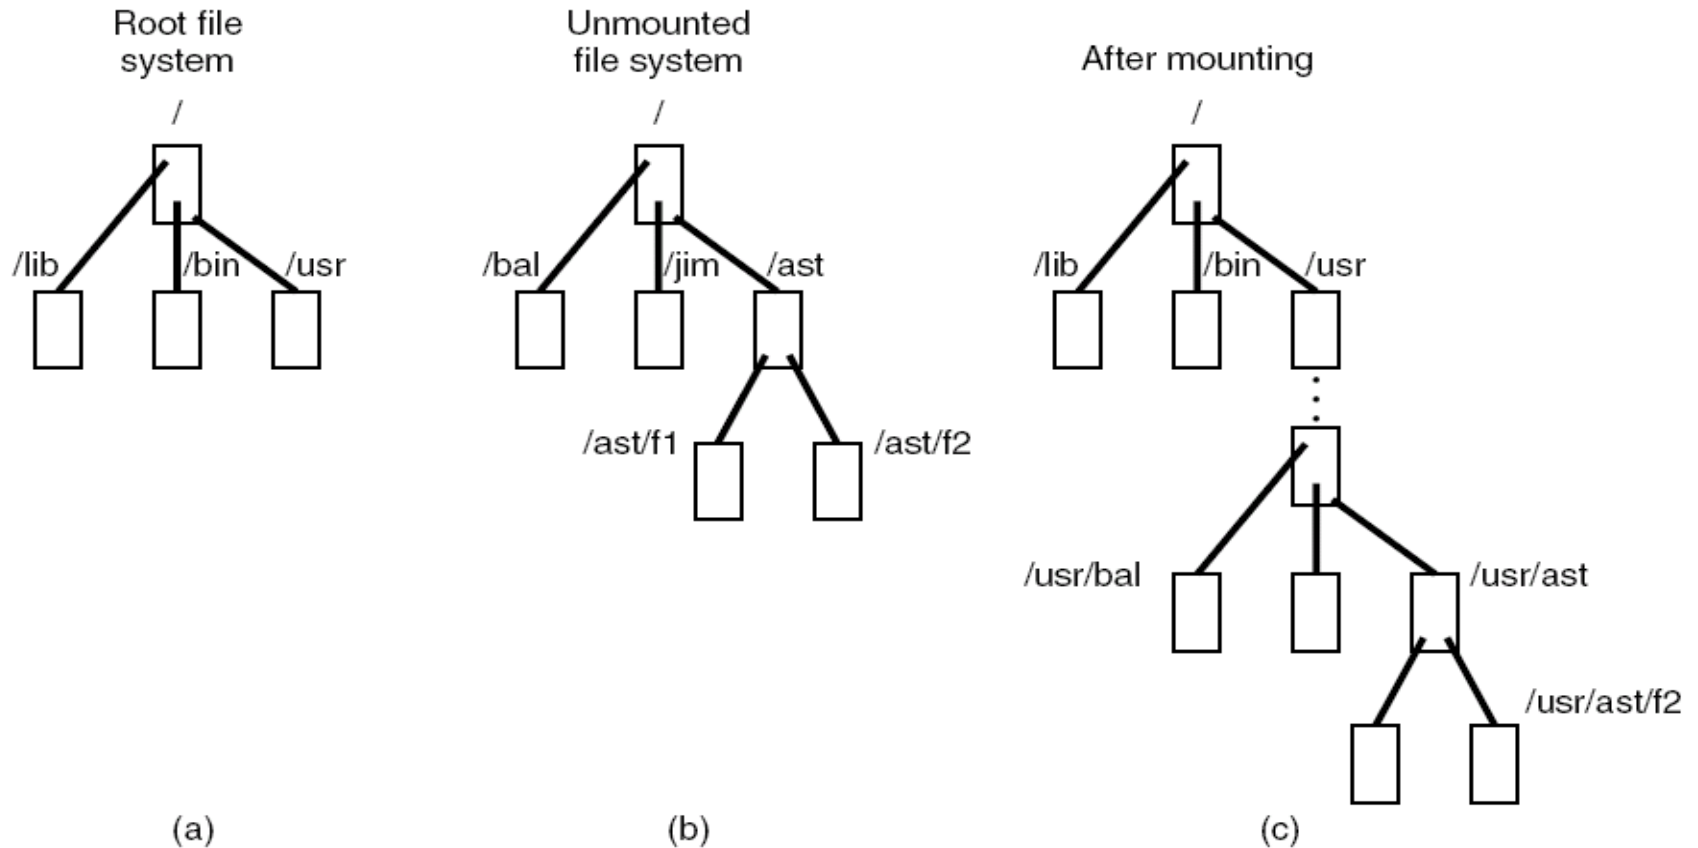 Root file
system
/
/lib
/bin
/usr
(a)
Unmounted
file system
/
/bal
/jim
/ast
/ast/f1
/ast/f2
(b)
After mounting
/
/lib
/bin
/usr
/usr/bal
/usr/ast
/usr/ast/f2
(c)